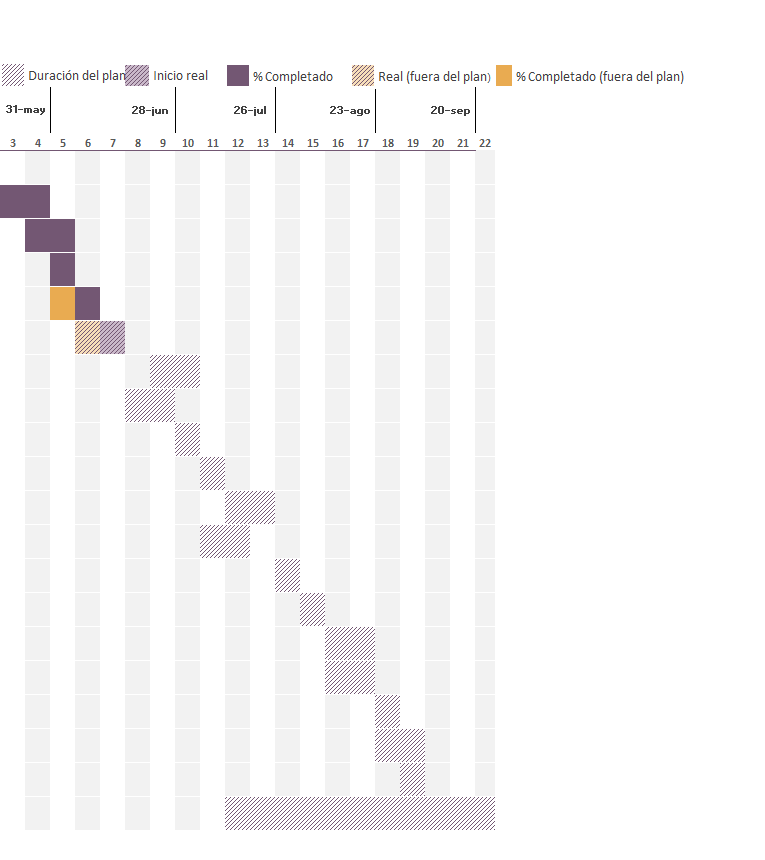 Duración del plan Inicio real % Completado Real (fuera del plan) % Completado (fuera del plan)
31-may 28-jun 26-jul 23-ago 20-sep
3 4 5 6 7 8 9 10 11 12 13 14 15 16 17 18 19 20 21 22